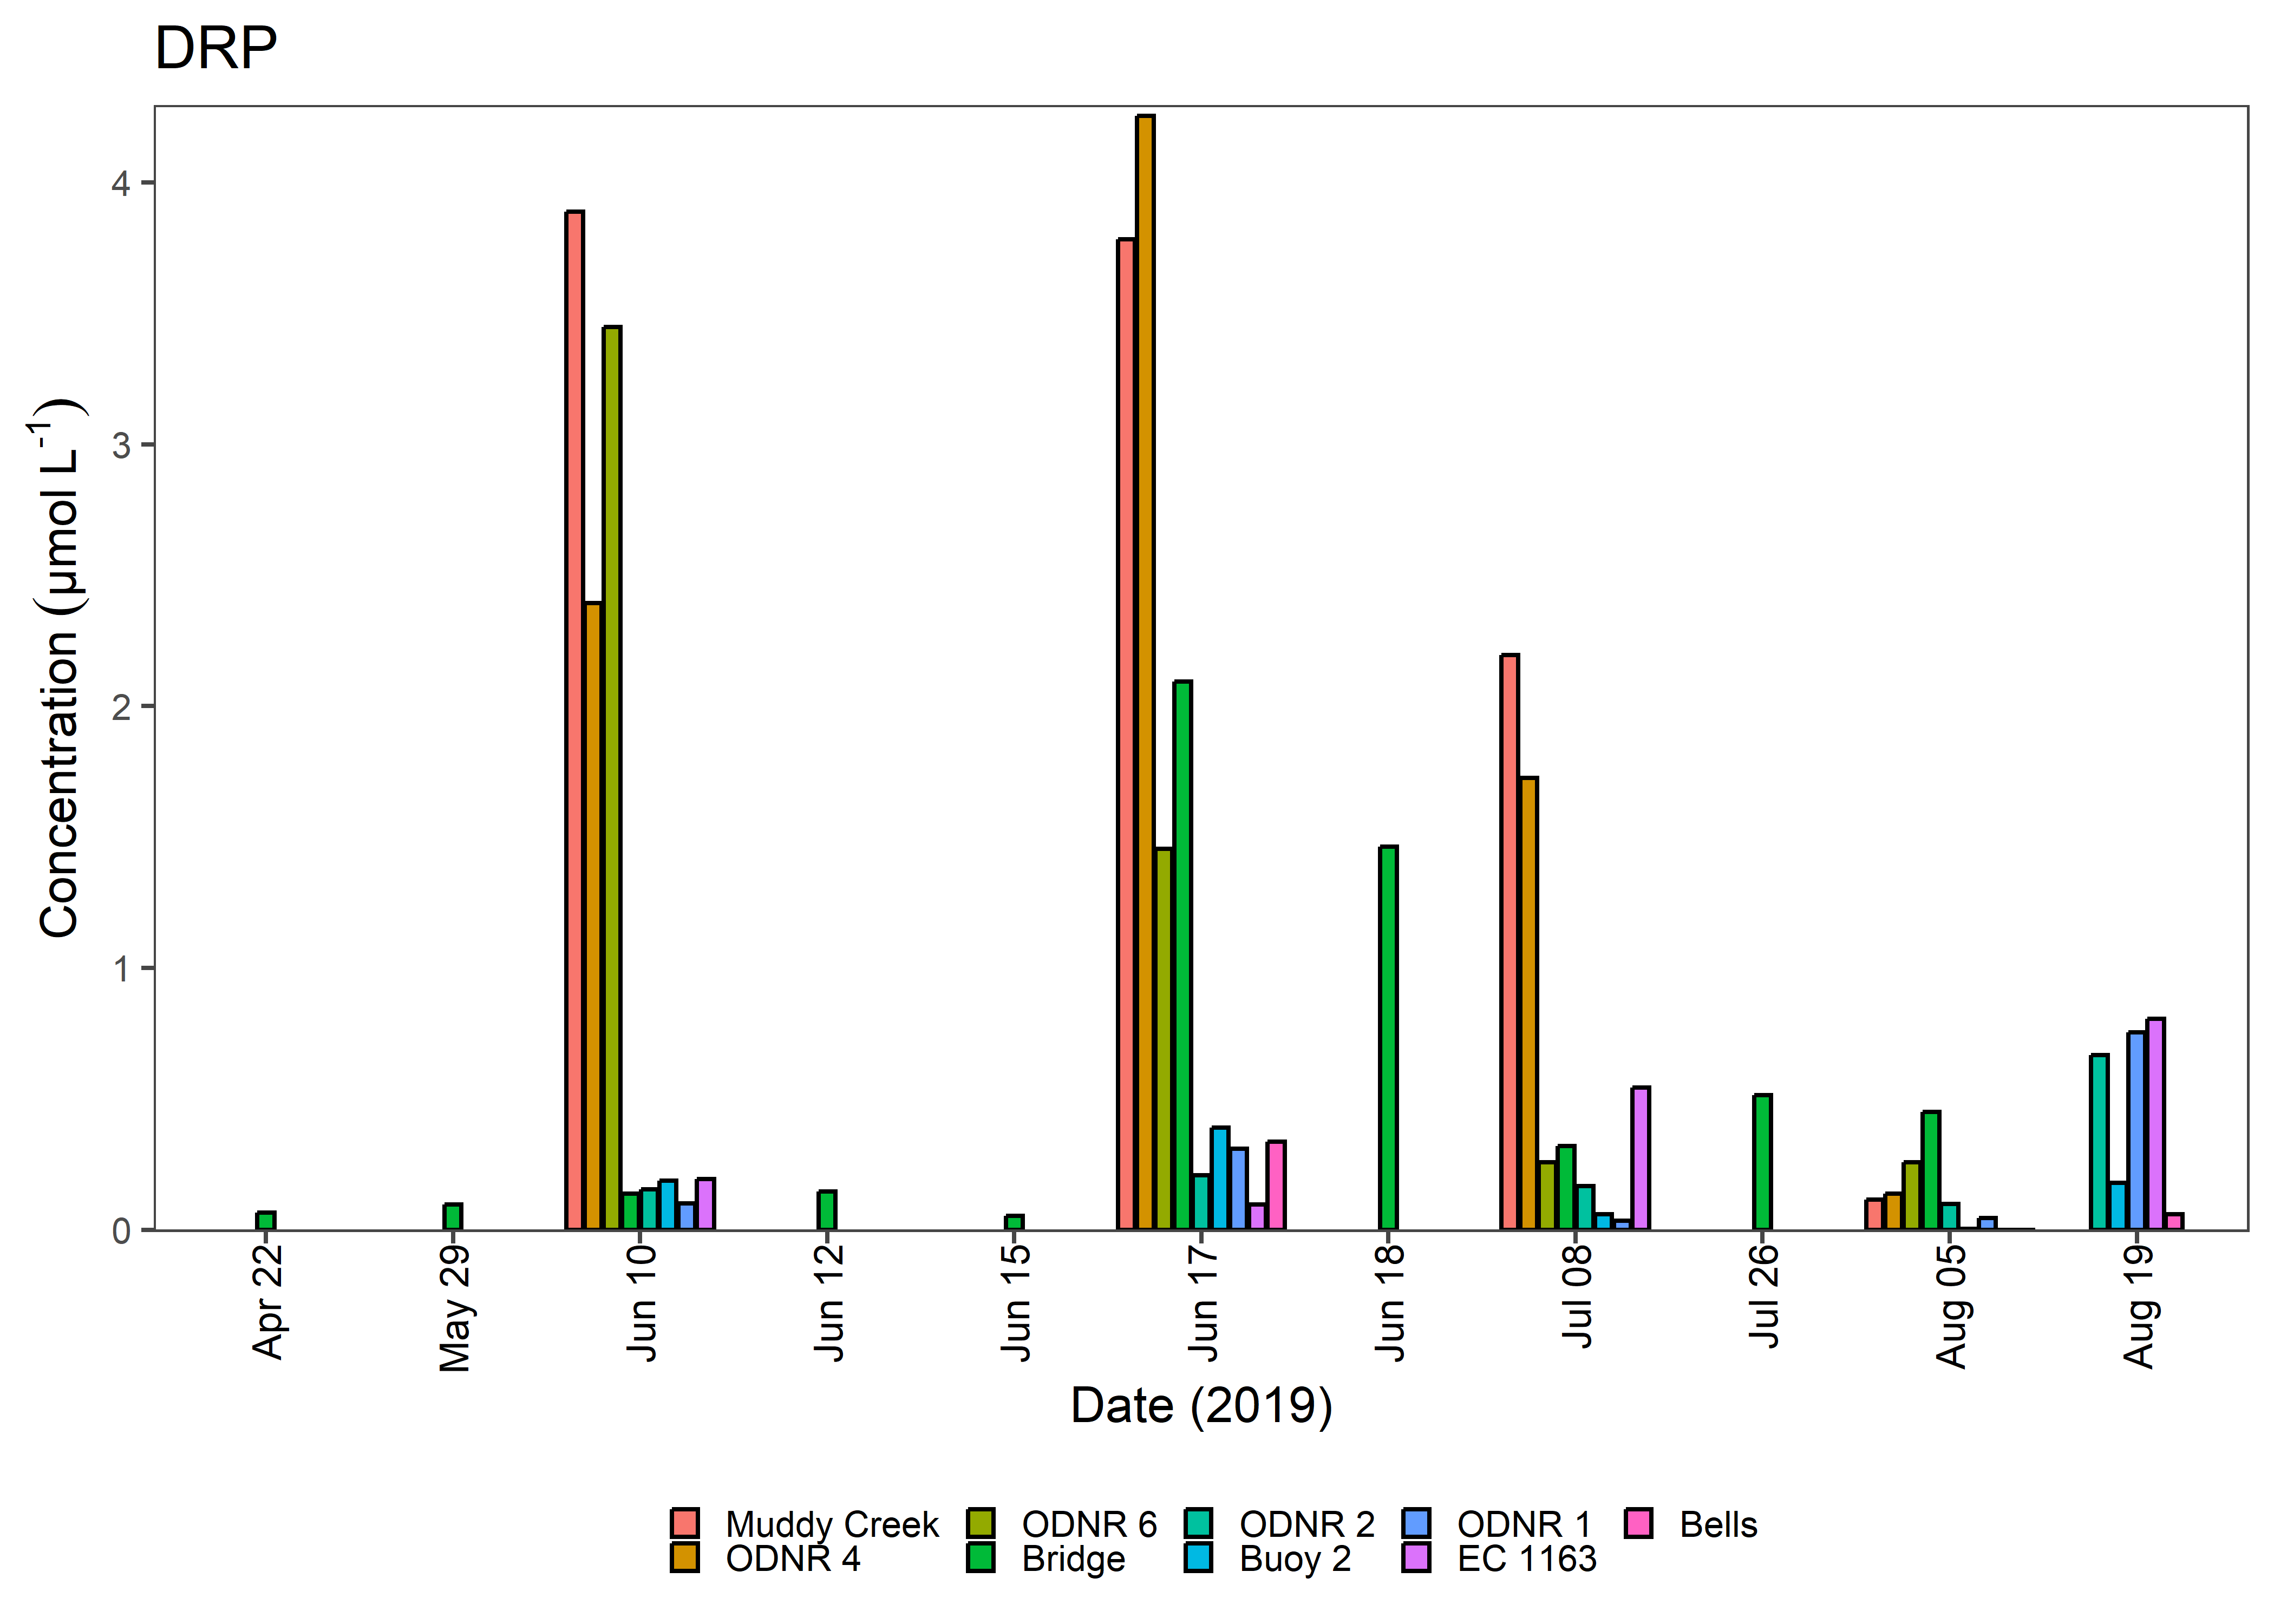 DRP
Concentration (µmol L⁻¹)
4
3
2
1
0
Apr 22
May 29
Jun 10
Jun 12
Jun 15
Jun 17
Jun 18
Jul 08
Jul 26
Aug 05
Aug 19
Date (2019)
Muddy Creek ODNR 6 ODNR 2 ODNR 1 Bells
ODNR 4 Bridge Buoy 2 EC 1163